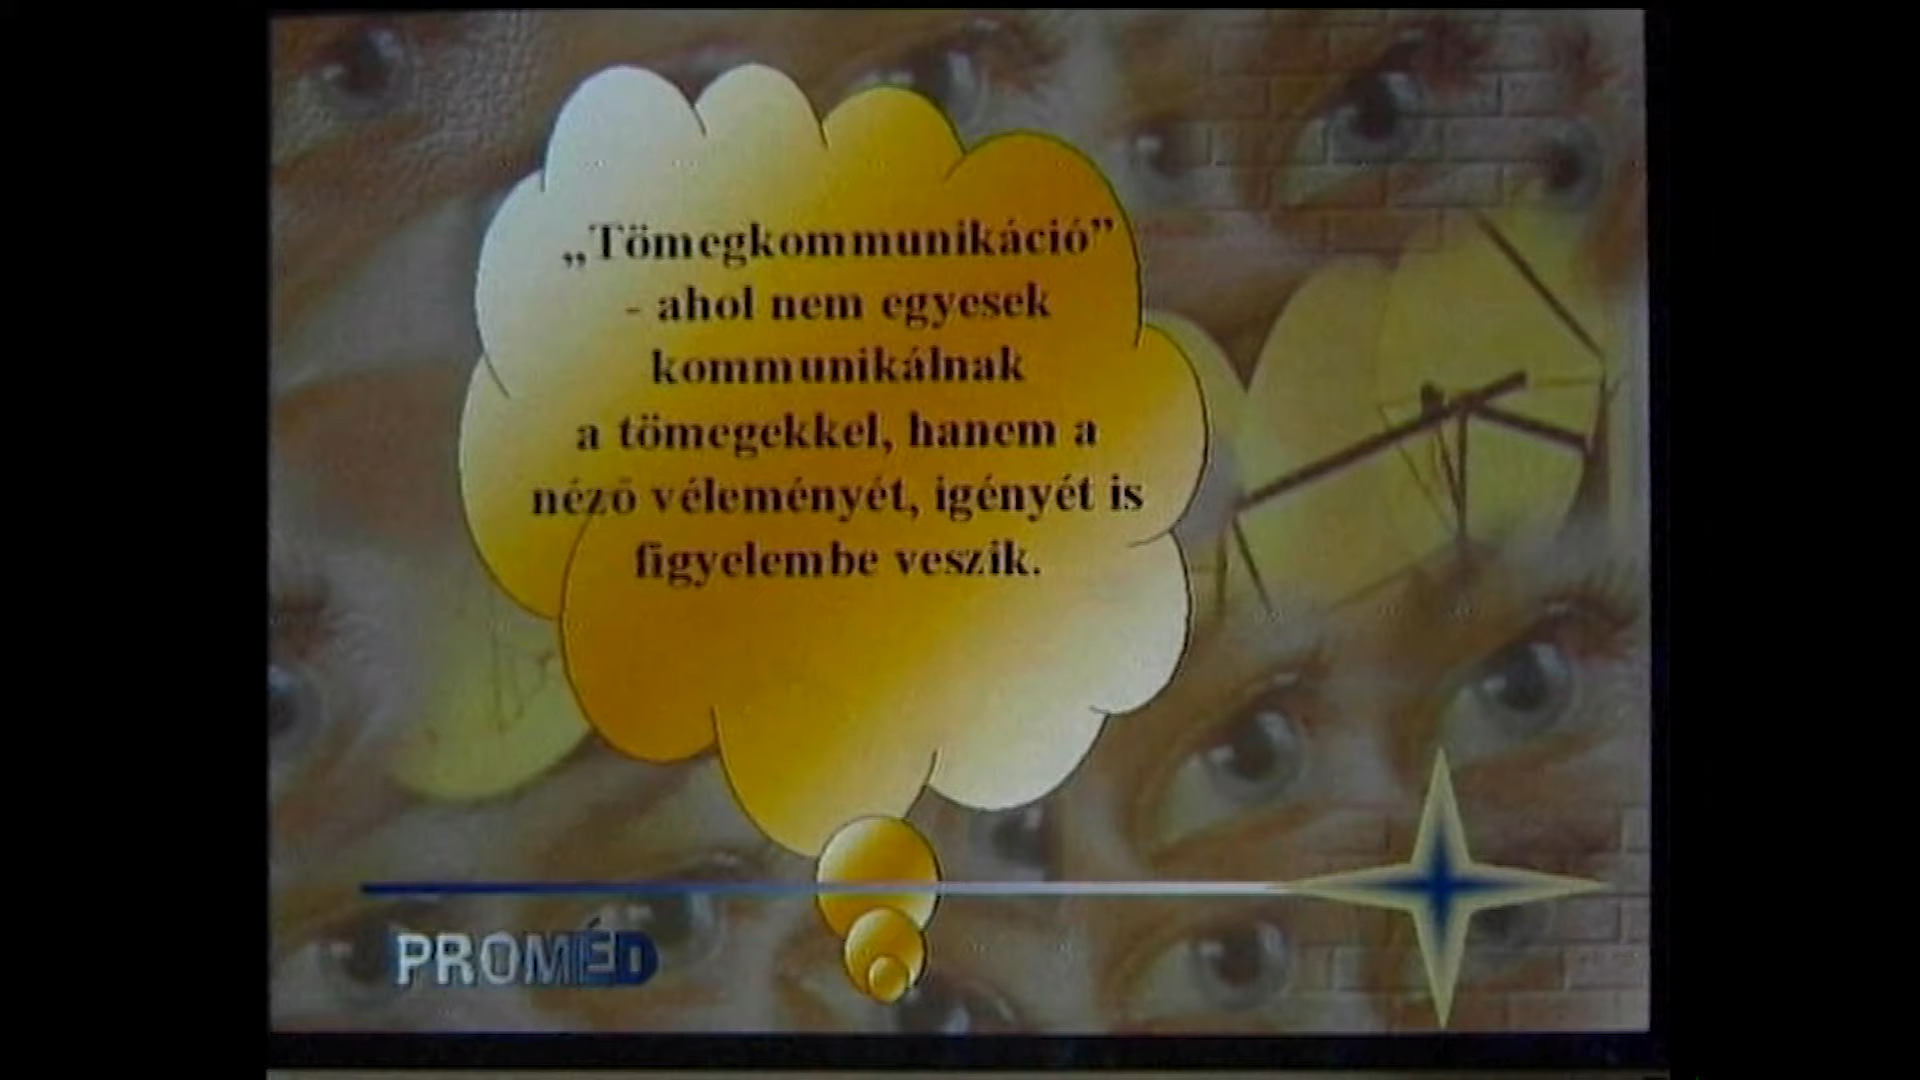 „Tömegkommunikáció”
- ahol nem egyesek
kommunikálnak
a tömegekkel, hanem a
néző véleményét, igényét is
figyelembe veszik.
PROMÉD